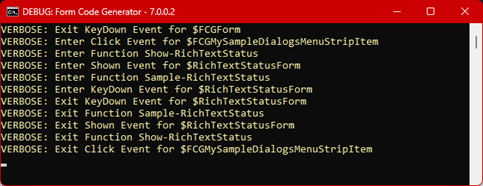 DEBUG: Form Code Generator - 7.0.0.2
VERBOSE: Exit KeyDown Event for $FCGForm
VERBOSE: Enter Click Event for $FCGMySampleDialogsMenuStripItem
VERBOSE: Enter Function Show-RichTextStatus
VERBOSE: Enter Shown Event for $RichTextStatusForm
VERBOSE: Enter Function Sample-RichTextStatus
VERBOSE: Enter KeyDown Event for $RichTextStatusForm
VERBOSE: Exit KeyDown Event for $RichTextStatusForm
VERBOSE: Exit Function Sample-RichTextStatus
VERBOSE: Exit Shown Event for $RichTextStatusForm
VERBOSE: Exit Function Show-RichTextStatus
VERBOSE: Exit Click Event for $FCGMySampleDialogsMenuStripItem